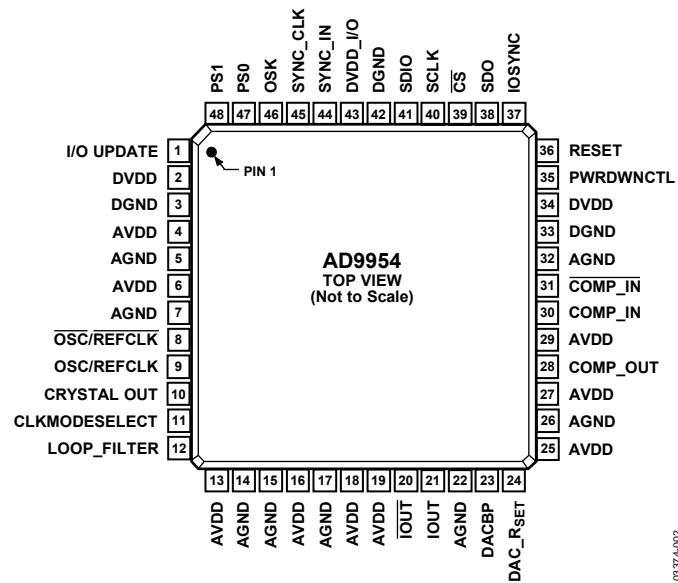 PS1
PS0
OSK
SYNC_CLK
SYNC_IN
DVDD_I/O
DGND
SDIO
SCLK
CS
SDO
IOSYNC
48 47 46 45 44 43 42 41 40 39 38 37
I/O UPDATE 1
DVDD 2
DGND 3
AVDD 4
AGND 5
AVDD 6
AGND 7
OSC/REFCLK 8
OSC/REFCLK 9
CRYSTAL OUT 10
CLKMODESELECT 11
LOOP_FILTER 12
PIN 1
AD9954
TOP VIEW
(Not to Scale)
36 RESET
35 PWRDWNCTL
34 DVDD
33 DGND
32 AGND
31 COMP_IN
30 COMP_IN
29 AVDD
28 COMP_OUT
27 AVDD
26 AGND
25 AVDD
13 14 15 16 17 18 19 20 21 22 23 24
AVDD
AGND
AGND
AVDD
AGND
AVDD
AVDD
IOUT
IOUT
AGND
DACBP
DAC_RSET
03374-002